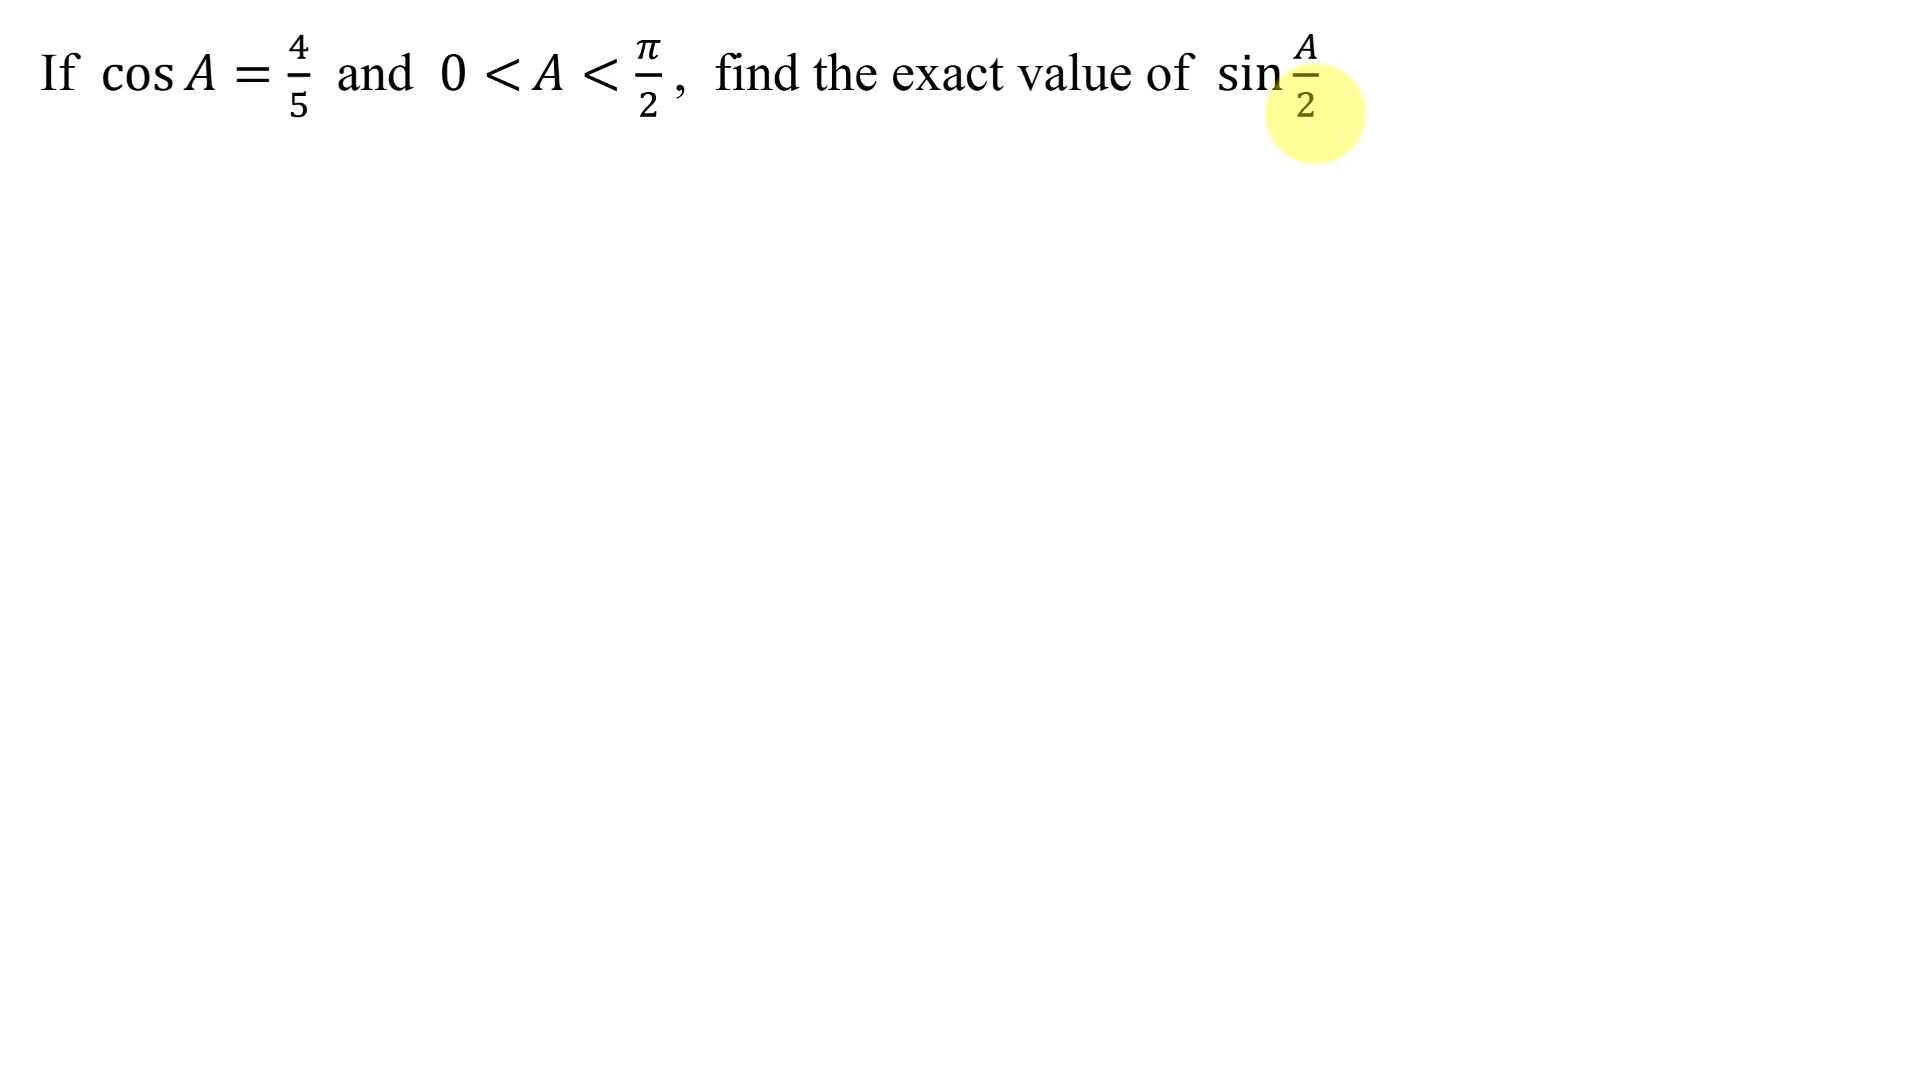 If cos A = 4/5 and 0 < A < π/2, find the exact value of sin A/2